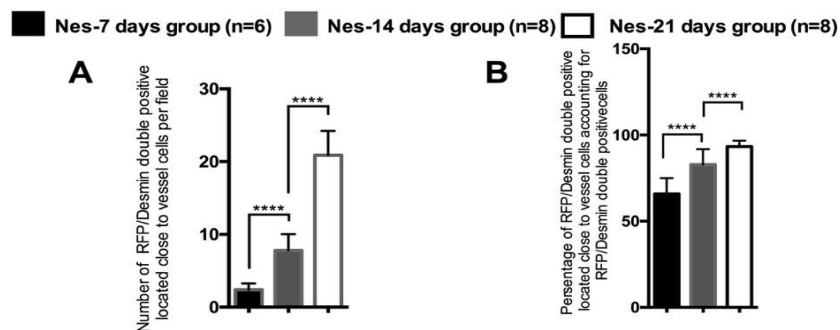 Nes-7 days group (n=6) Nes-14 days group (n=8) Nes-21 days group (n=8)
A
Number of RFP/Desmin double positive
located close to vessel cells per field
30
20
10
0
****
****
B
Persentage of RFP/Desmin double positive
located close to vessel cells accounting for
RFP/Desmin double positivecells
150
100
50
0
****
****